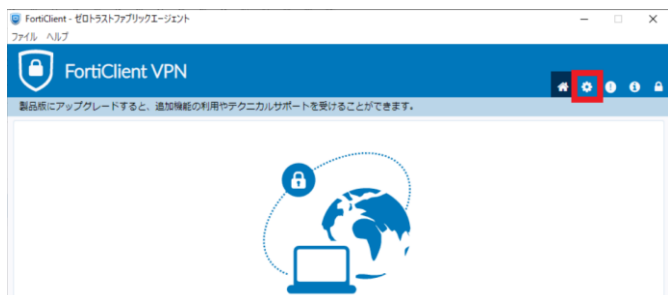 FortiClient - ゼロトラストファブリックエージェント
ファイル ヘルプ
FortiClient VPN
製品版にアップグレードすると、追加機能の利用やテクニカルサポートを受けることができます。